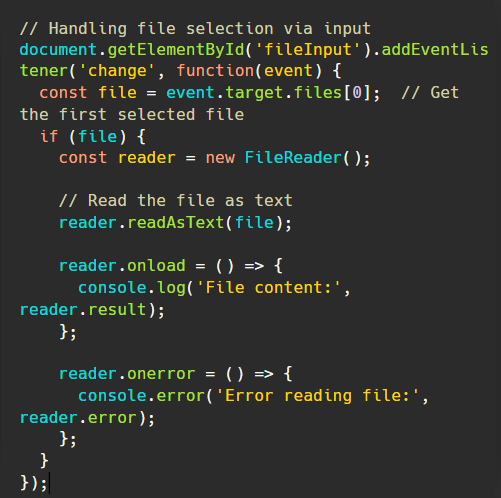 // Handling file selection via input
document.getElementById('fileInput').addEventLis
tener('change', function(event) {
  const file = event.target.files[0];  // Get
the first selected file
  if (file) {
    const reader = new FileReader();

    // Read the file as text
    reader.readAsText(file);

    reader.onload = () => {
      console.log('File content:',
reader.result);
    };

    reader.onerror = () => {
      console.error('Error reading file:',
reader.error);
    };
  }
});